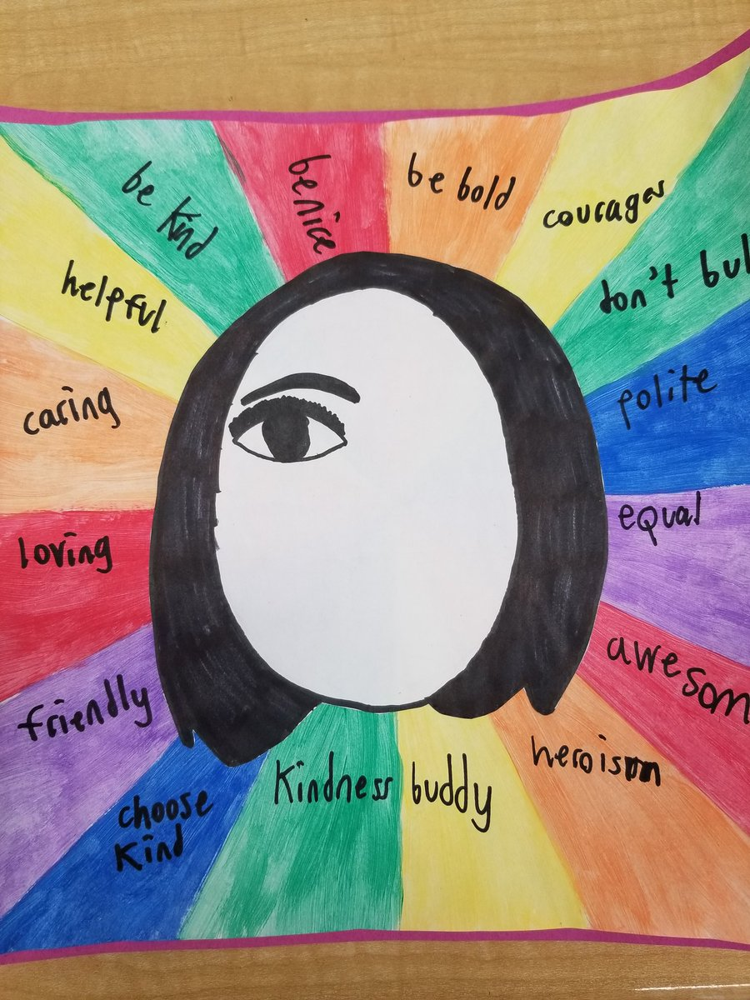 be kind
be nice
be bold
courager
don't bul
helpful
polite
caring
equal
loving
awesom
friendly
heroism
Kindness buddy
choose
Kind